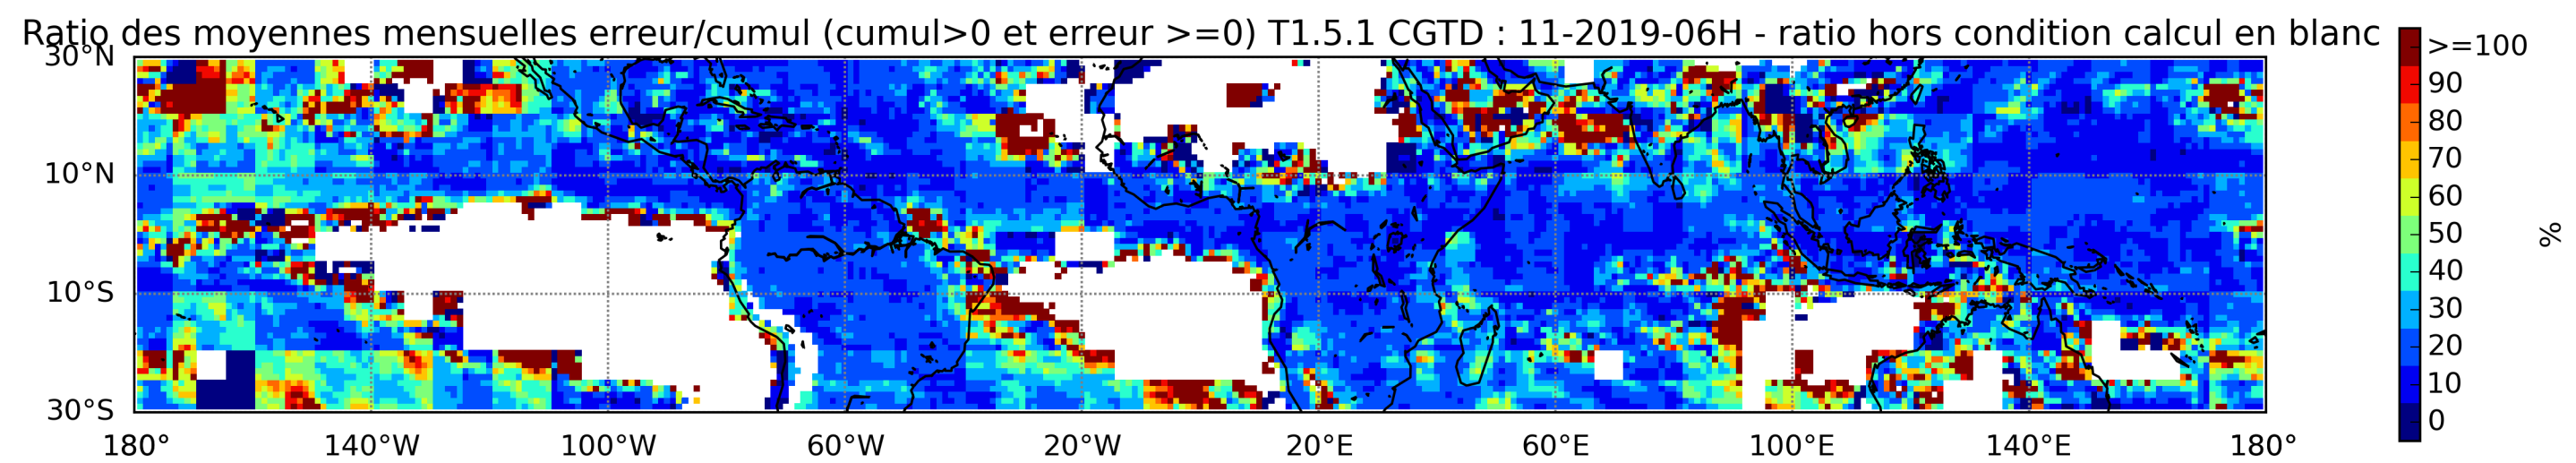 Ratio des moyennes mensuelles erreur/cumul (cumul>0 et erreur >=0) T1.5.1 CGTD : 11-2019-06H - ratio hors condition calcul en blanc
30°N
10°N
10°S
30°S
180° 140°W 100°W 60°W 20°W 20°E 60°E 100°E 140°E 180°
>=100
90
80
70
60
50
40
30
20
10
0
%